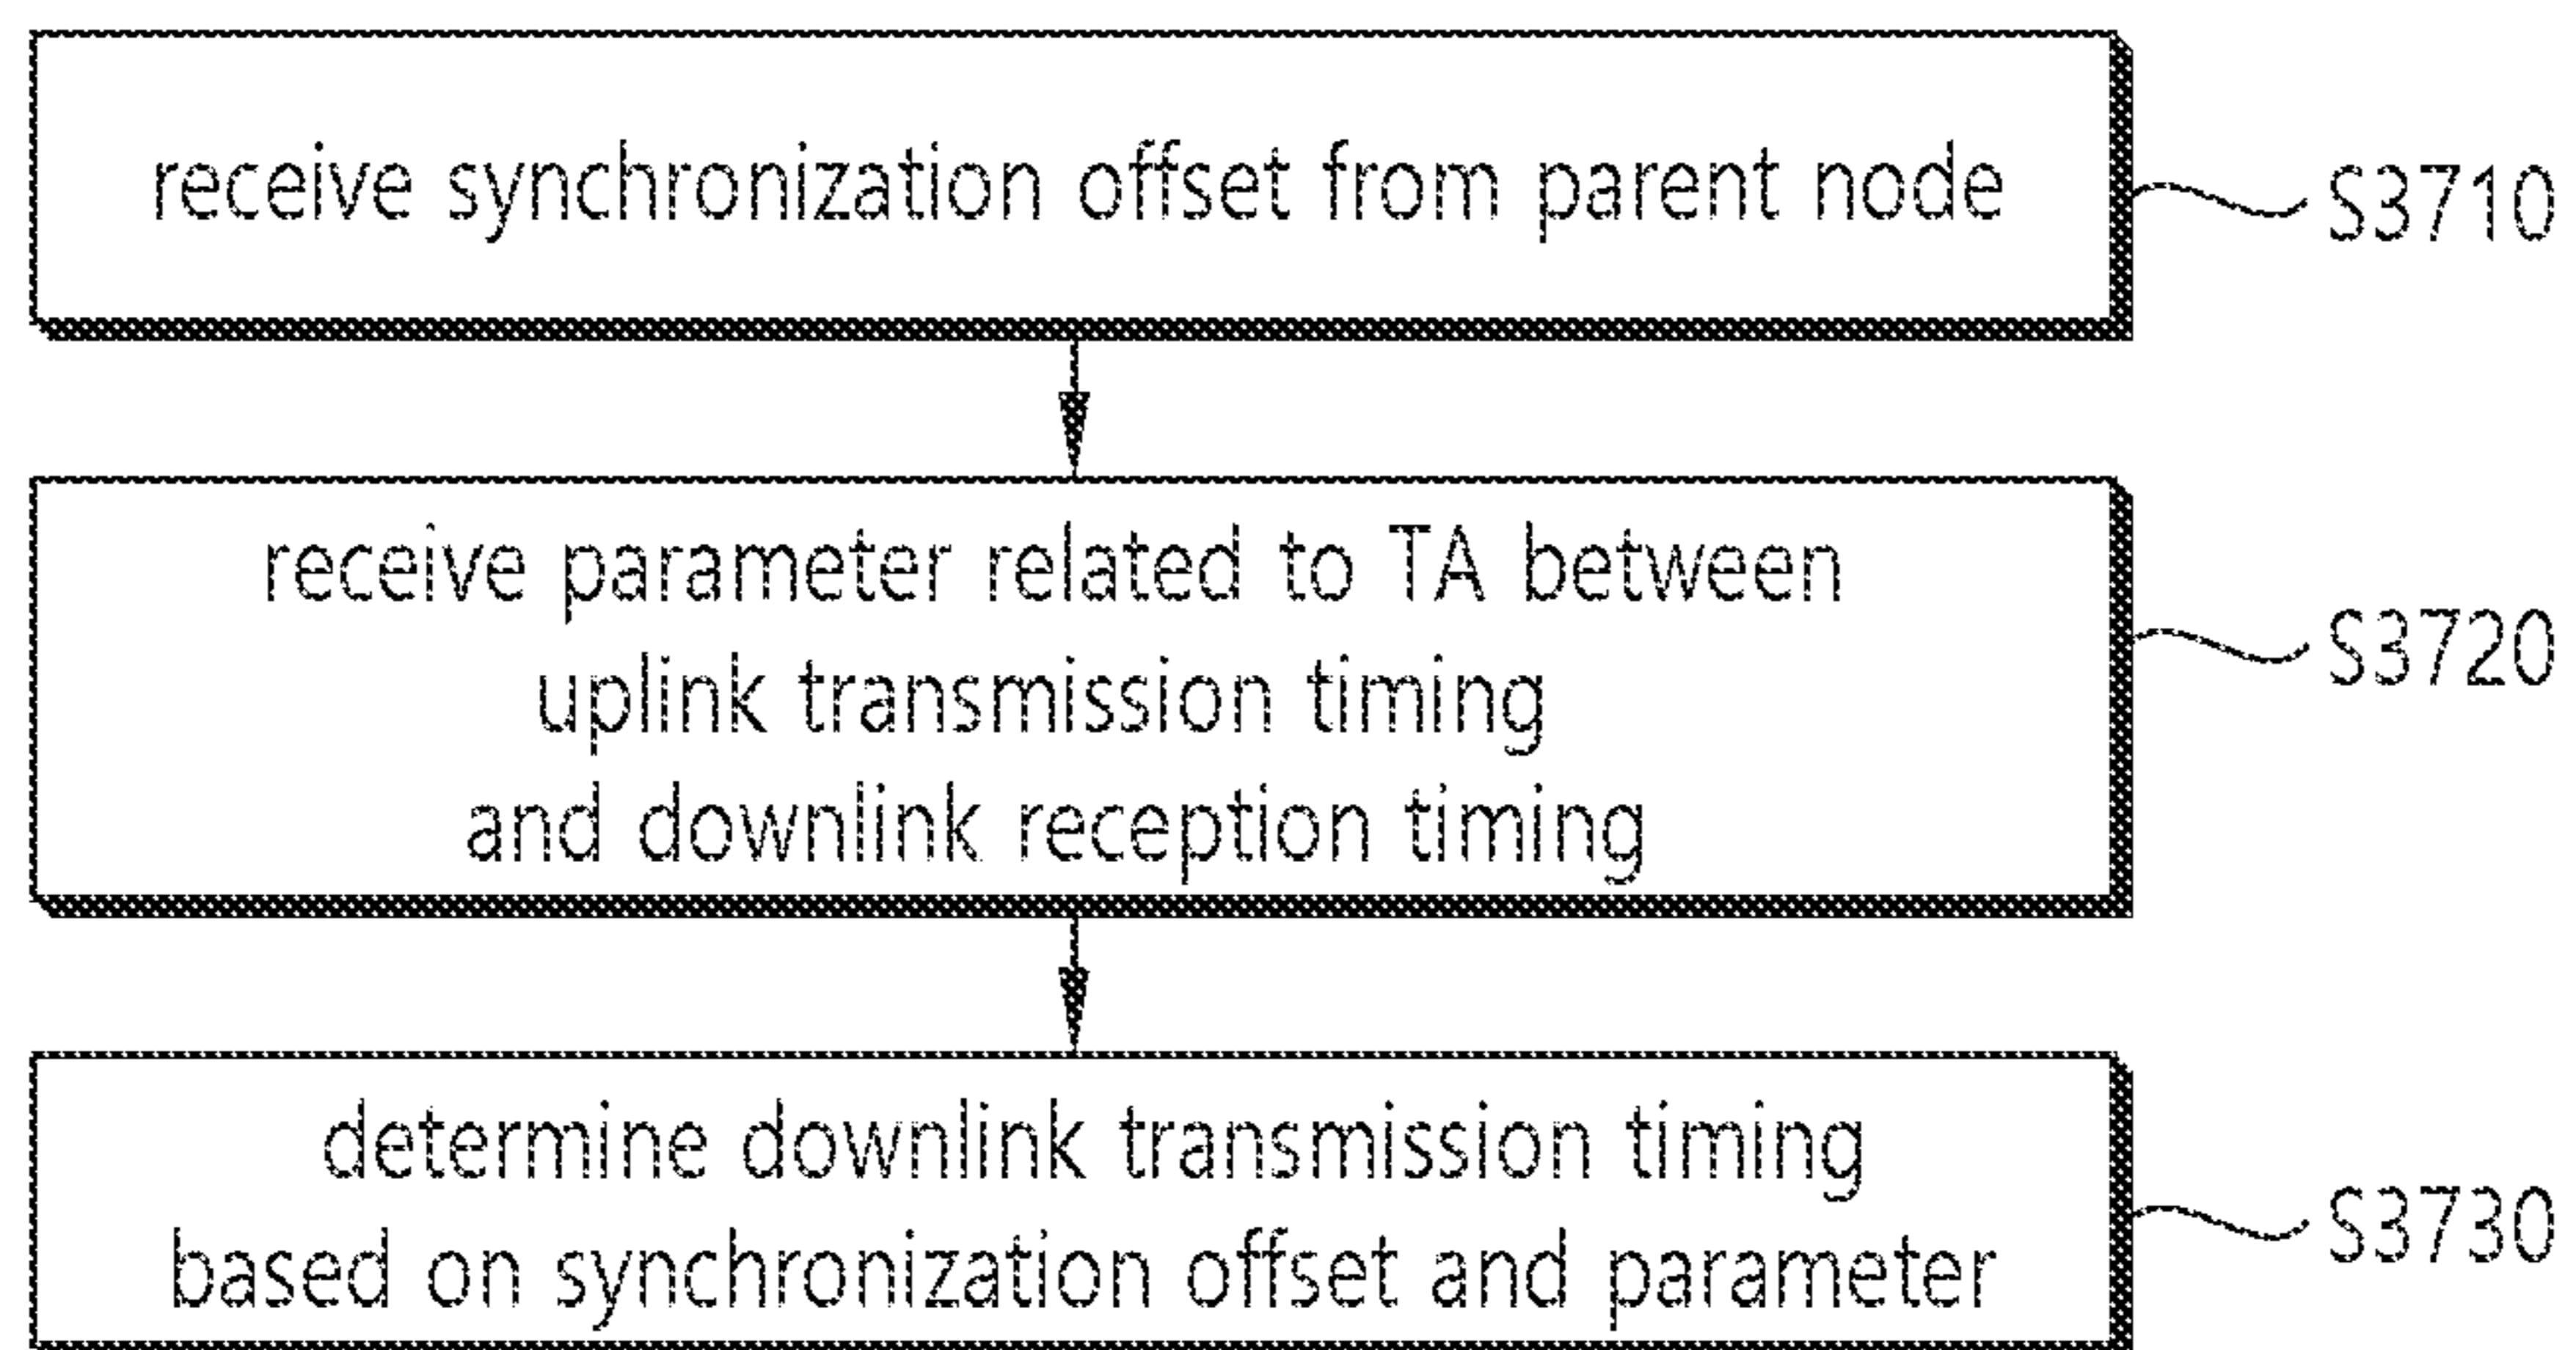 receive synchronization offset from parent node
S3710
receive parameter related to TA between
uplink transmission timing
and downlink reception timing
S3720
determine downlink transmission timing
based on synchronization offset and parameter
S3730